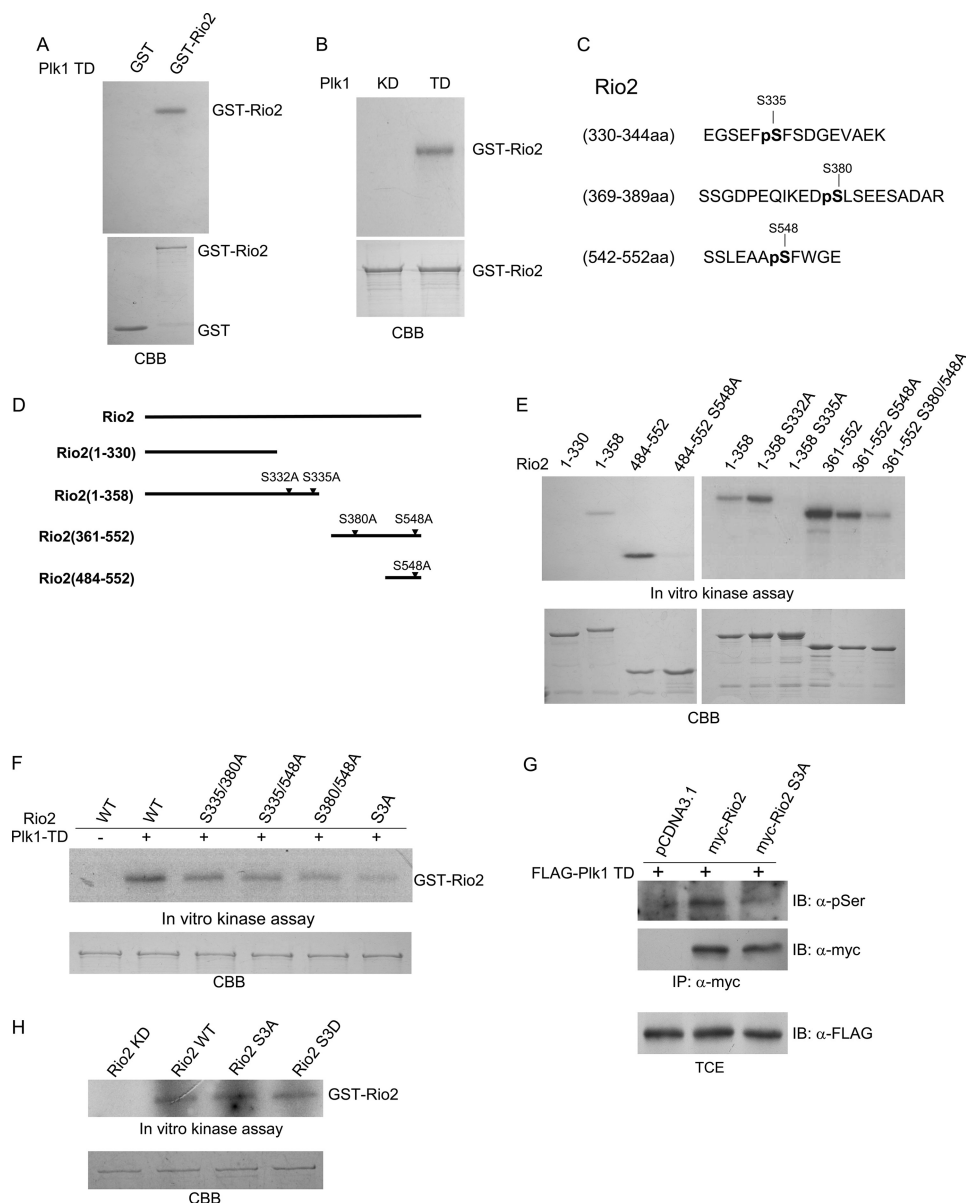 A
Plk1 TD
GST
GST-Rio2
GST-Rio2
GST-Rio2
GST
CBB
B
Plk1 KD TD
GST-Rio2
GST-Rio2
CBB
C
Rio2
S335
(330-344aa) EGSEFpSFSDGEVAEK
S380
(369-389aa) SSGDPEQIKEDpSLSEESADAR
S548
(542-552aa) SSLEAApSFWGE
D
Rio2
Rio2(1-330)
S332A S335A
Rio2(1-358)
S380A S548A
Rio2(361-552)
S548A
Rio2(484-552)
E
Rio2
1-330
1-358
484-552
484-552 S548A
1-358
1-358 S332A
1-358 S335A
361-552
361-552 S548A
361-552 S380/548A
In vitro kinase assay
CBB
F
Rio2
WT
WT
S335/380A
S335/548A
S380/548A
S3A
Plk1-TD - + + + + +
GST-Rio2
In vitro kinase assay
CBB
G
pCDNA3.1
myc-Rio2
myc-Rio2 S3A
FLAG-Plk1 TD + + +
IB: α-pSer
IB: α-myc
IP: α-myc
IB: α-FLAG
TCE
H
Rio2 KD
Rio2 WT
Rio2 S3A
Rio2 S3D
GST-Rio2
In vitro kinase assay
CBB